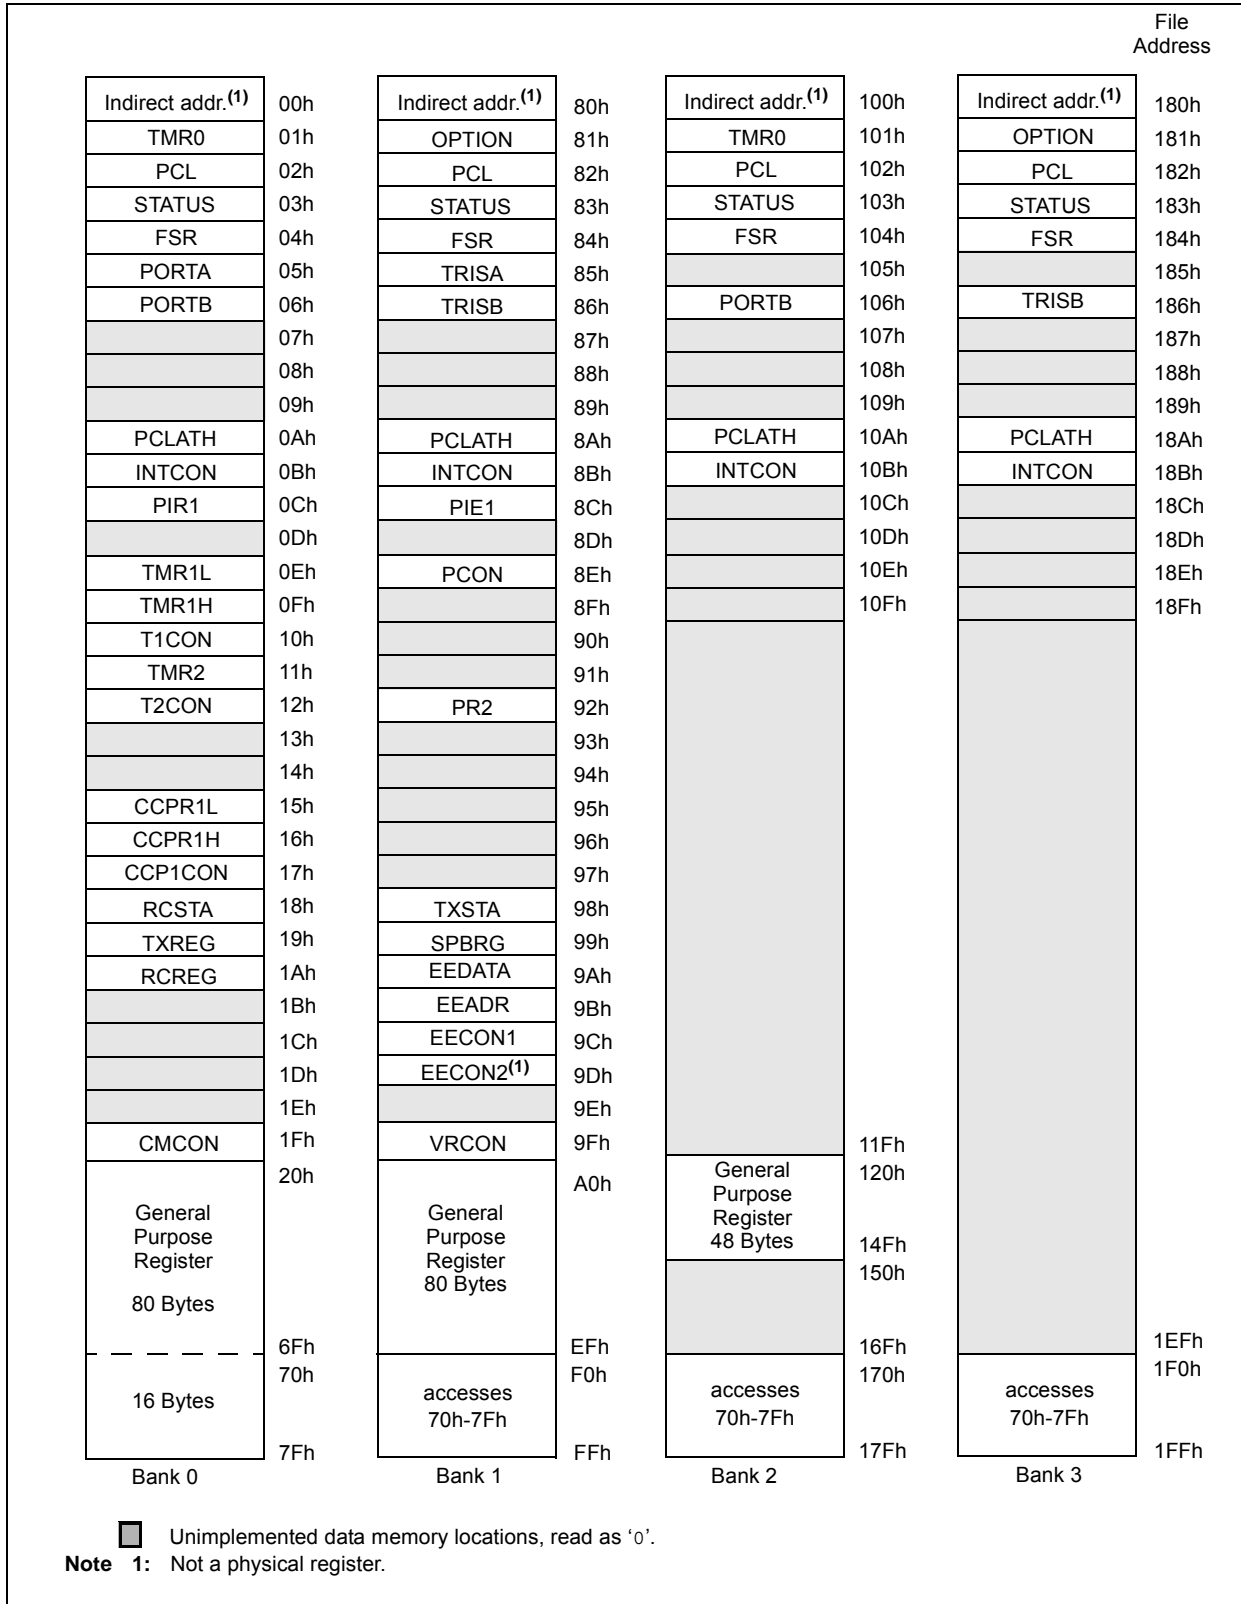 File
Address
Indirect addr.(1) 00h Indirect addr.(1) 80h Indirect addr.(1) 100h Indirect addr.(1) 180h
TMR0 01h OPTION 81h TMR0 101h OPTION 181h
PCL 02h PCL 82h PCL 102h PCL 182h
STATUS 03h STATUS 83h STATUS 103h STATUS 183h
FSR 04h FSR 84h FSR 104h FSR 184h
PORTA 05h TRISA 85h 105h 185h
PORTB 06h TRISB 86h PORTB 106h TRISB 186h
07h 87h 107h 187h
08h 88h 108h 188h
09h 89h 109h 189h
PCLATH 0Ah PCLATH 8Ah PCLATH 10Ah PCLATH 18Ah
INTCON 0Bh INTCON 8Bh INTCON 10Bh INTCON 18Bh
PIR1 0Ch PIE1 8Ch 10Ch 18Ch
0Dh 8Dh 10Dh 18Dh
TMR1L 0Eh PCON 8Eh 10Eh 18Eh
TMR1H 0Fh 8Fh 10Fh 18Fh
T1CON 10h 90h
TMR2 11h 91h
T2CON 12h PR2 92h
13h 93h
14h 94h
CCPR1L 15h 95h
CCPR1H 16h 96h
CCP1CON 17h 97h
RCSTA 18h TXSTA 98h
TXREG 19h SPBRG 99h
RCREG 1Ah EEDATA 9Ah
1Bh EEADR 9Bh
1Ch EECON1 9Ch
1Dh EECON2(1) 9Dh
1Eh 9Eh
CMCON 1Fh VRCON 9Fh 11Fh
20h A0h General 120h
General General Purpose
Purpose Purpose Register
Register Register 48 Bytes 14Fh
80 Bytes 80 Bytes 150h
6Fh EFh 16Fh 1EFh
70h F0h 170h 1F0h
16 Bytes accesses accesses accesses
70h-7Fh 70h-7Fh 70h-7Fh
7Fh FFh 17Fh 1FFh
Bank 0 Bank 1 Bank 2 Bank 3
Unimplemented data memory locations, read as ‘0’.
Note 1: Not a physical register.